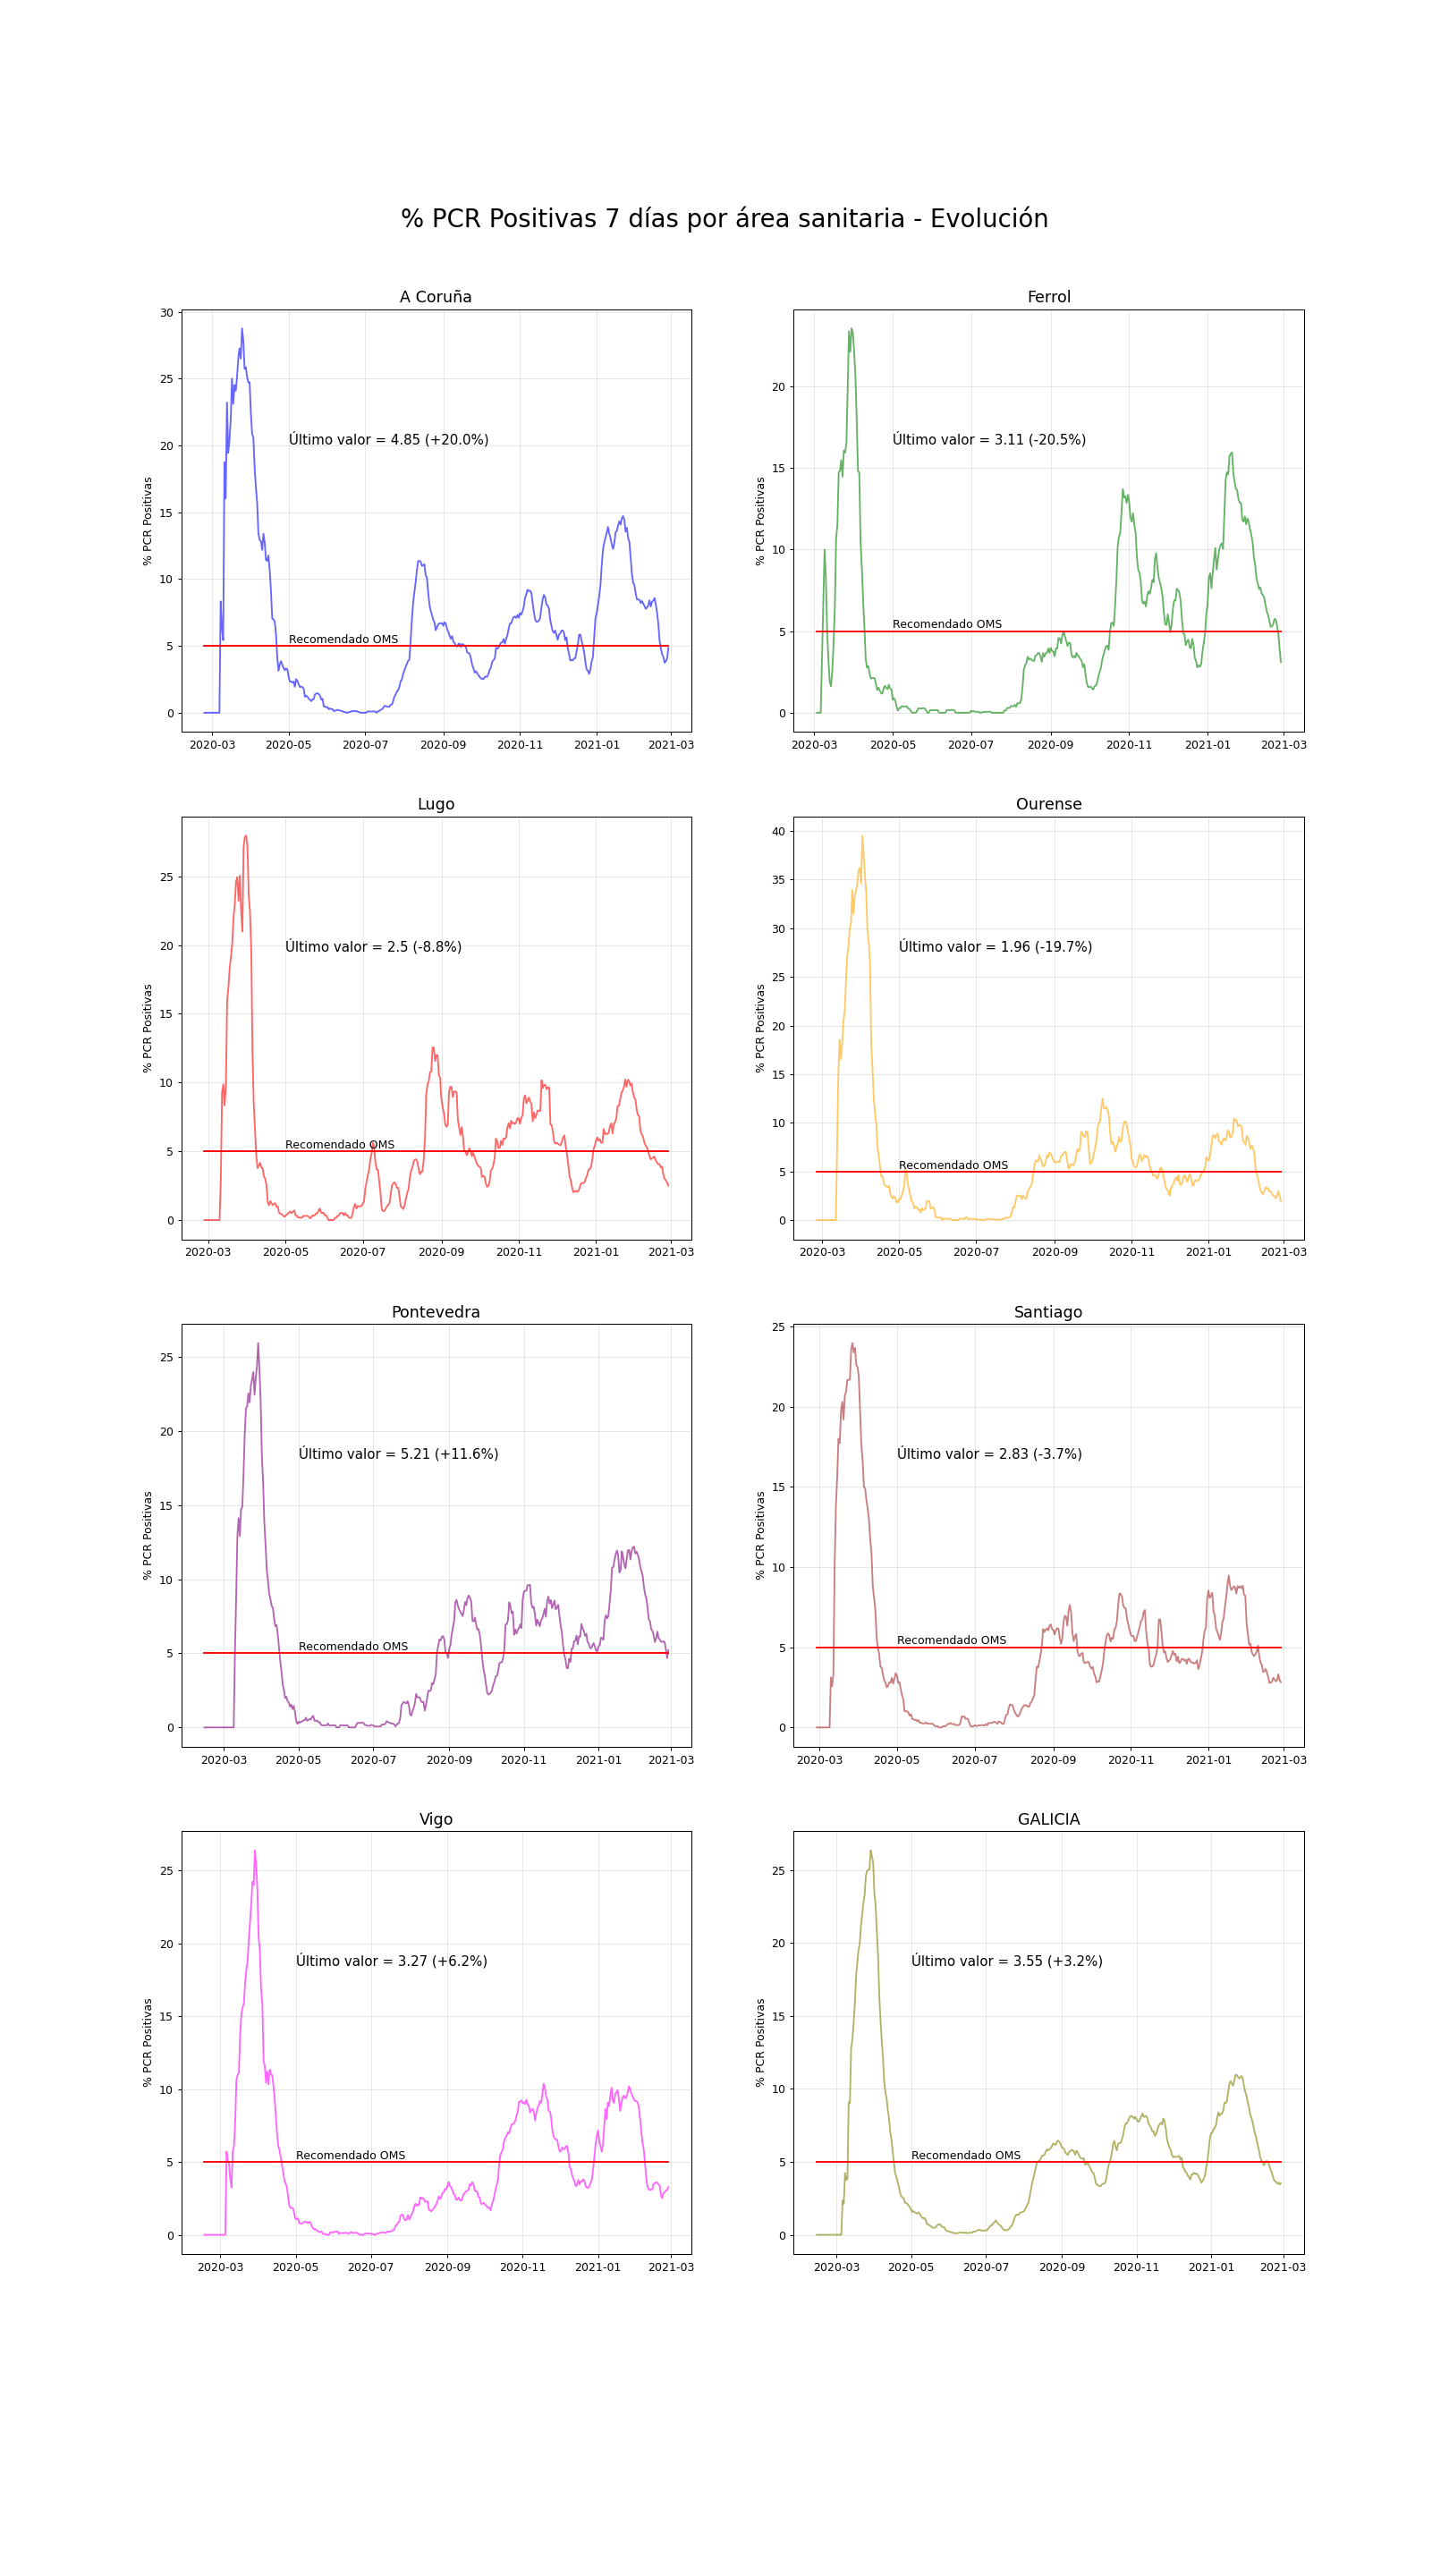 % PCR Positivas 7 días por área sanitaria - Evolución
A Coruña
% PCR Positivas
30
25
20
15
10
5
0
Último valor = 4.85 (+20.0%)
Recomendado OMS
2020-03 2020-05 2020-07 2020-09 2020-11 2021-01 2021-03
Ferrol
% PCR Positivas
20
15
10
5
0
Último valor = 3.11 (-20.5%)
Recomendado OMS
2020-03 2020-05 2020-07 2020-09 2020-11 2021-01 2021-03
Lugo
% PCR Positivas
25
20
15
10
5
0
Último valor = 2.5 (-8.8%)
Recomendado OMS
2020-03 2020-05 2020-07 2020-09 2020-11 2021-01 2021-03
Ourense
% PCR Positivas
40
35
30
25
20
15
10
5
0
Último valor = 1.96 (-19.7%)
Recomendado OMS
2020-03 2020-05 2020-07 2020-09 2020-11 2021-01 2021-03
Pontevedra
% PCR Positivas
25
20
15
10
5
0
Último valor = 5.21 (+11.6%)
Recomendado OMS
2020-03 2020-05 2020-07 2020-09 2020-11 2021-01 2021-03
Santiago
% PCR Positivas
25
20
15
10
5
0
Último valor = 2.83 (-3.7%)
Recomendado OMS
2020-03 2020-05 2020-07 2020-09 2020-11 2021-01 2021-03
Vigo
% PCR Positivas
25
20
15
10
5
0
Último valor = 3.27 (+6.2%)
Recomendado OMS
2020-03 2020-05 2020-07 2020-09 2020-11 2021-01 2021-03
GALICIA
% PCR Positivas
25
20
15
10
5
0
Último valor = 3.55 (+3.2%)
Recomendado OMS
2020-03 2020-05 2020-07 2020-09 2020-11 2021-01 2021-03